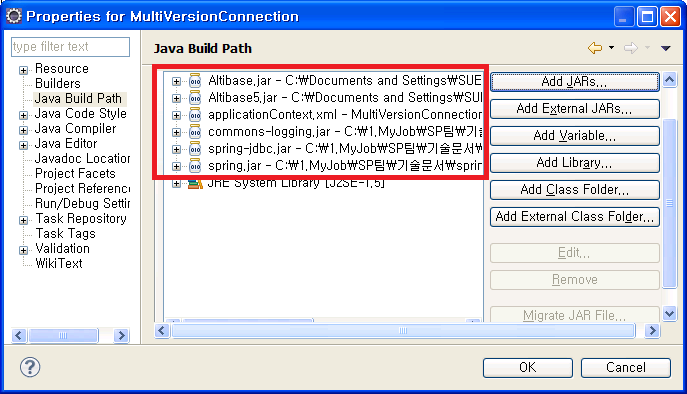 Properties for MultiVersionConnection
type filter text
Resource
Builders
Java Build Path
Java Code Style
Java Compiler
Java Editor
Javadoc Location
Project Facets
Project Reference
Run/Debug Settin
Task Repository
Task Tags
Validation
WikiText
Java Build Path
Altibase.jar - C:₩Documents and Settings₩SUE
Altibase5.jar - C:₩Documents and Settings₩SUE
applicationContext.xml - MultiVersionConnection
commons-logging.jar - C:₩1.MyJob₩SP팀₩기술
spring-jdbc.jar - C:₩1.MyJob₩SP팀₩기술문서₩
spring.jar - C:₩1.MyJob₩SP팀₩기술문서₩sprin
JRE System Library [J2SE-1.5]
Add JARs...
Add External JARs...
Add Variable...
Add Library...
Add Class Folder...
Add External Class Folder...
Edit...
Remove
Migrate JAR File...
OK
Cancel